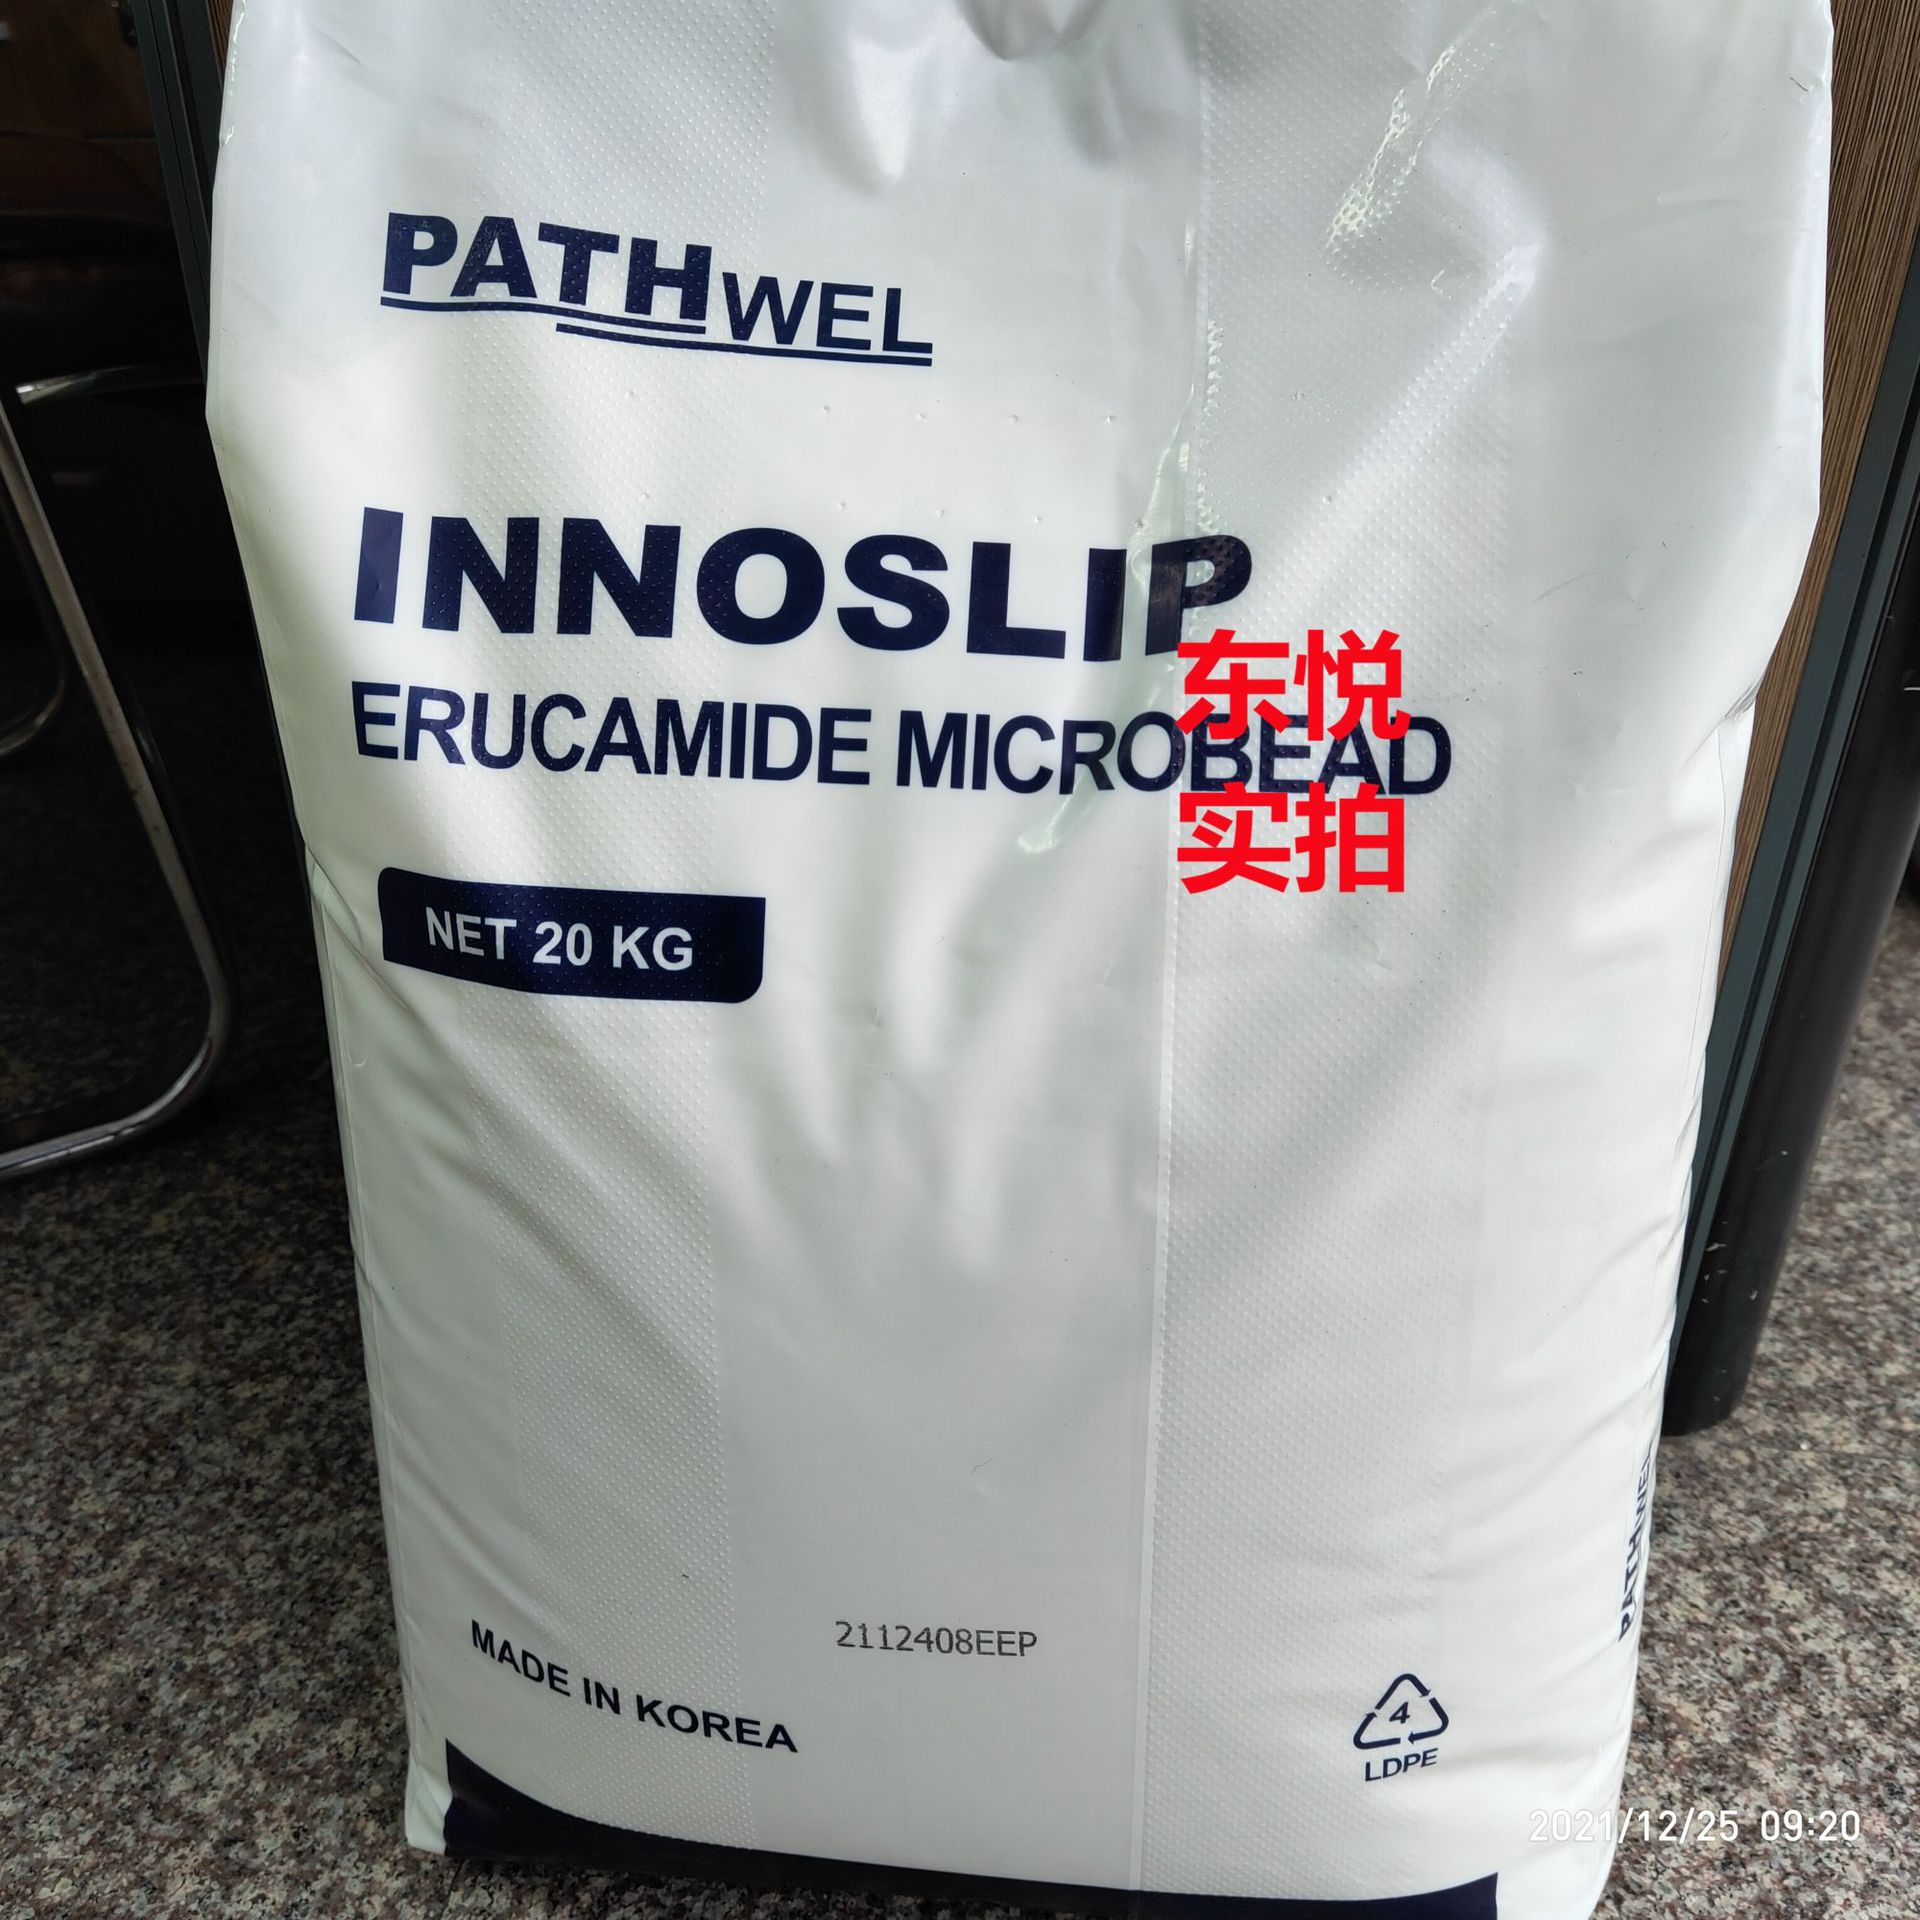 PATHWEL
INNOSLIP
东悦
ERUCAMIDE MICROBEAD
实拍
NET 20 KG
PATHWEL
2112408EEP
MADE IN KOREA
4
LDPE
2021/12/25 09:20